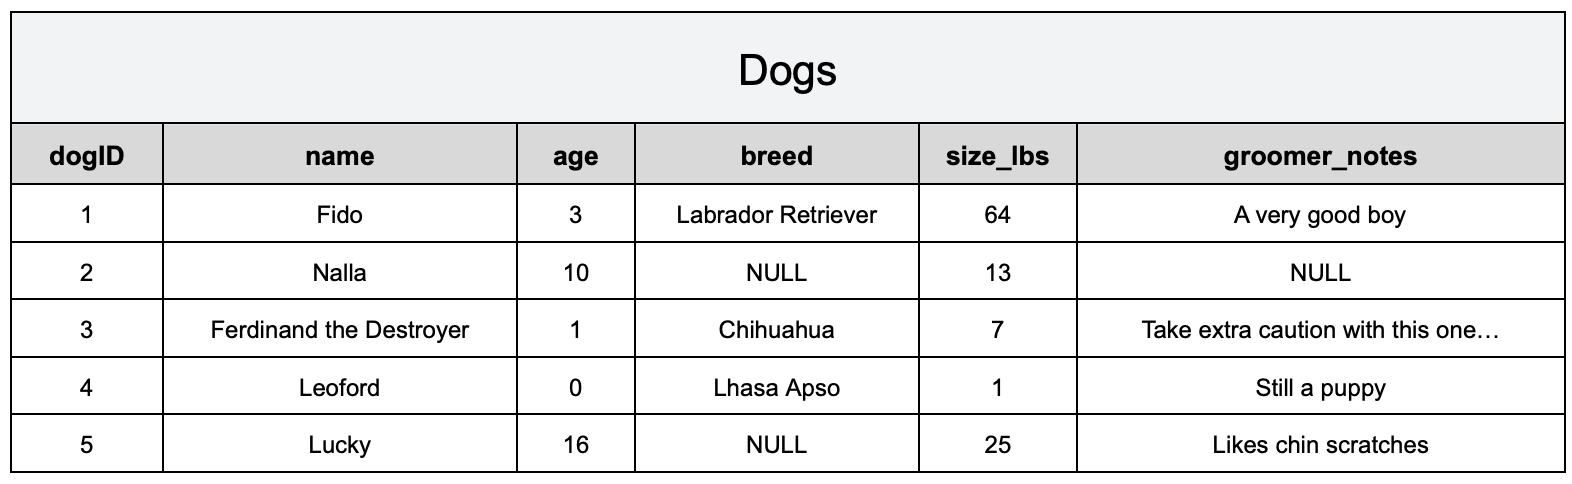 Dogs
dogID name age breed size_lbs groomer_notes
1 Fido 3 Labrador Retriever 64 A very good boy
2 Nalla 10 NULL 13 NULL
3 Ferdinand the Destroyer 1 Chihuahua 7 Take extra caution with this one…
4 Leoford 0 Lhasa Apso 1 Still a puppy
5 Lucky 16 NULL 25 Likes chin scratches